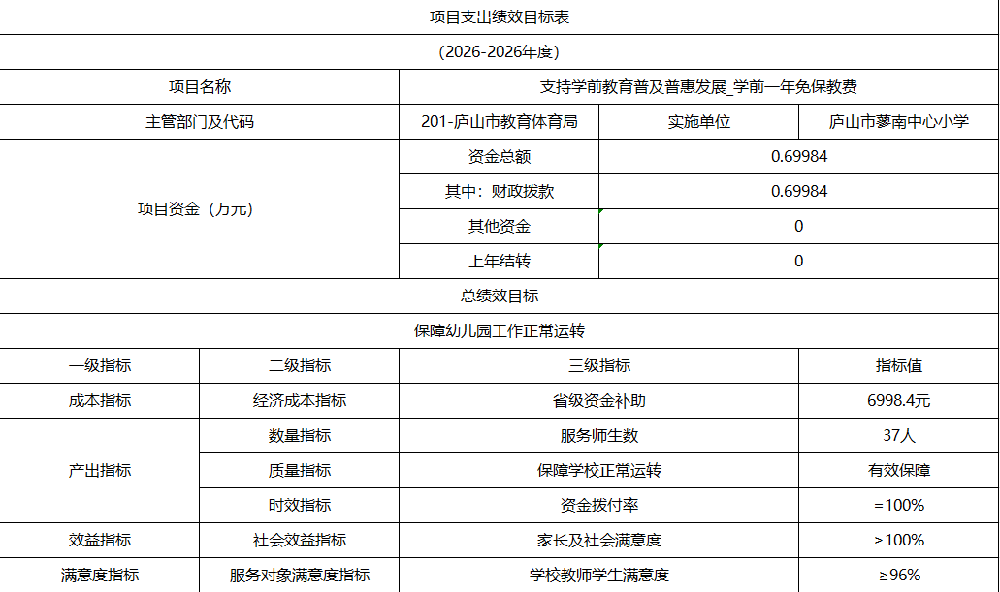 项目支出绩效目标表
（2026-2026年度）
项目名称 支持学前教育普及普惠发展_学前一年免保教费
主管部门及代码 201-庐山市教育体育局 实施单位 庐山市蓼南中心小学
项目资金（万元） 资金总额 0.69984
其中：财政拨款 0.69984
其他资金 0
上年结转 0
总绩效目标
保障幼儿园工作正常运转
一级指标 二级指标 三级指标 指标值
成本指标 经济成本指标 省级资金补助 6998.4元
产出指标 数量指标 服务师生数 37人
质量指标 保障学校正常运转 有效保障
时效指标 资金拨付率 =100%
效益指标 社会效益指标 家长及社会满意度 ≥100%
满意度指标 服务对象满意度指标 学校教师学生满意度 ≥96%